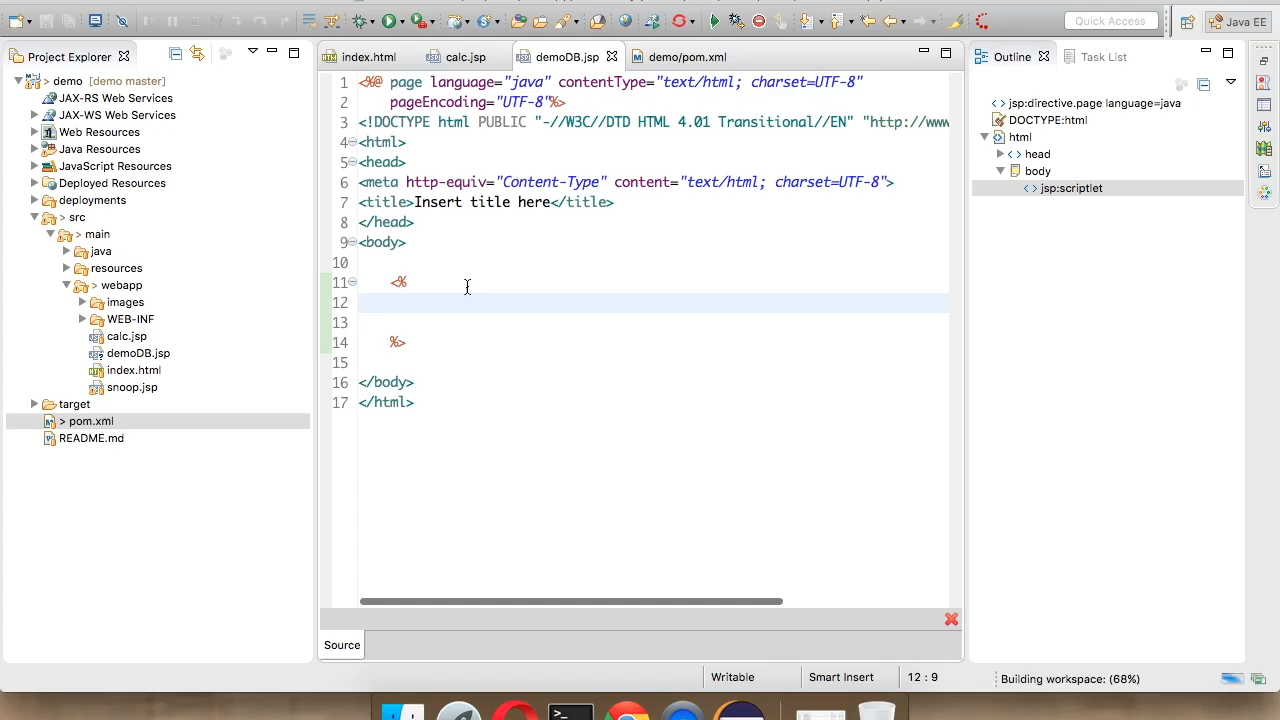 Quick Access
Java EE
Project Explorer
> demo [demo master]
JAX-RS Web Services
JAX-WS Web Services
Web Resources
Java Resources
JavaScript Resources
Deployed Resources
deployments
> src
> main
java
resources
> webapp
images
WEB-INF
calc.jsp
demoDB.jsp
index.html
snoop.jsp
target
> pom.xml
README.md
index.html
calc.jsp
demoDB.jsp
demo/pom.xml
1 <%@ page language="java" contentType="text/html; charset=UTF-8"
2 pageEncoding="UTF-8"%>
3 <!DOCTYPE html PUBLIC "-//W3C//DTD HTML 4.01 Transitional//EN" "http://www
4 <html>
5 <head>
6 <meta http-equiv="Content-Type" content="text/html; charset=UTF-8">
7 <title>Insert title here</title>
8 </head>
9 <body>
10
11 <%
12
13
14 %>
15
16 </body>
17 </html>
Source
Outline
Task List
jsp:directive.page language=java
DOCTYPE:html
html
head
body
jsp:scriptlet
Writable
Smart Insert
12 : 9
Building workspace: (68%)